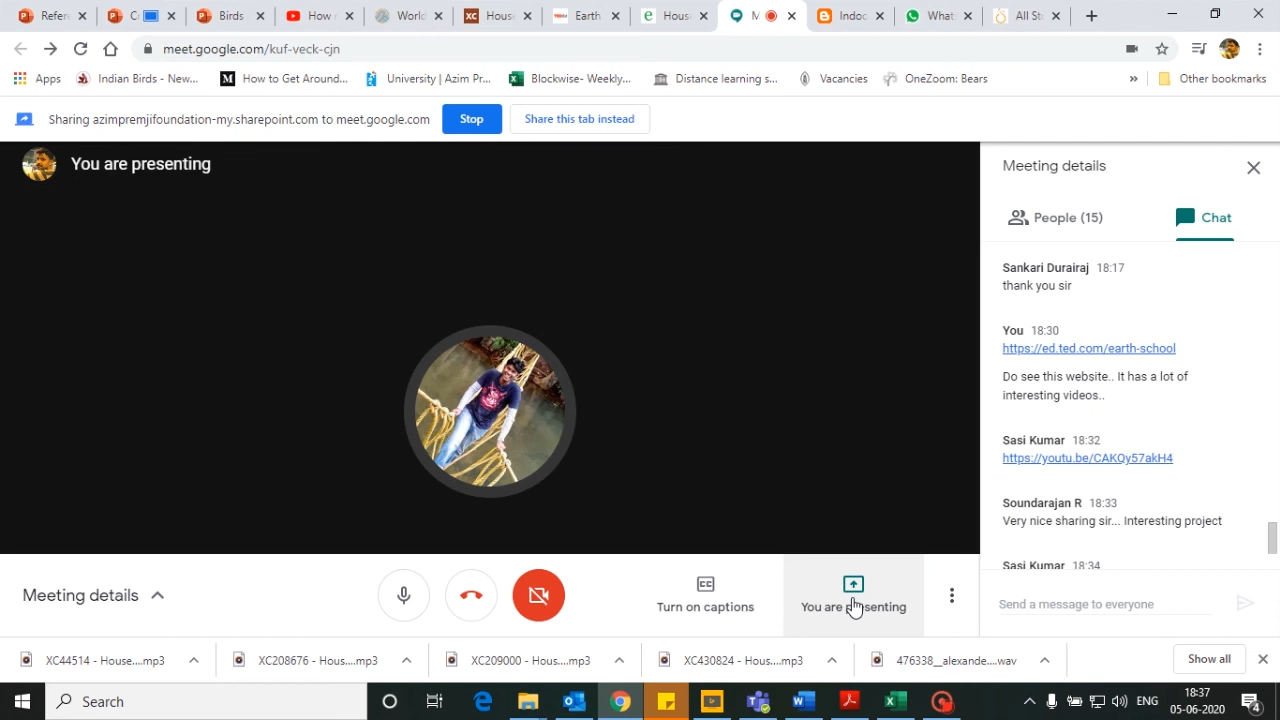 Refere
C
Birds
How r
World
House
Earth
House
M
Indoc
What:
All St
meet.google.com/kuf-veck-cjn
Apps
Indian Birds - New...
How to Get Around...
University | Azim Pr...
Blockwise- Weekly...
Distance learning s...
Vacancies
OneZoom: Bears
»
Other bookmarks
Sharing azimpremjifoundation-my.sharepoint.com to meet.google.com
Stop
Share this tab instead
You are presenting
Meeting details
People (15)
Chat
Sankari Durairaj 18:17
thank you sir
You 18:30
https://ed.ted.com/earth-school
Do see this website.. It has a lot of
interesting videos..
Sasi Kumar 18:32
https://youtu.be/CAKQy57akH4
Soundarajan R 18:33
Very nice sharing sir... Interesting project
Sasi Kumar 18:34
Send a message to everyone
Meeting details
Turn on captions
You are presenting
XC44514 - House....mp3
XC208676 - Hous....mp3
XC209000 - Hous....mp3
XC430824 - Hous....mp3
476338__alexande....wav
Show all
Search
ENG
18:37
05-06-2020
4